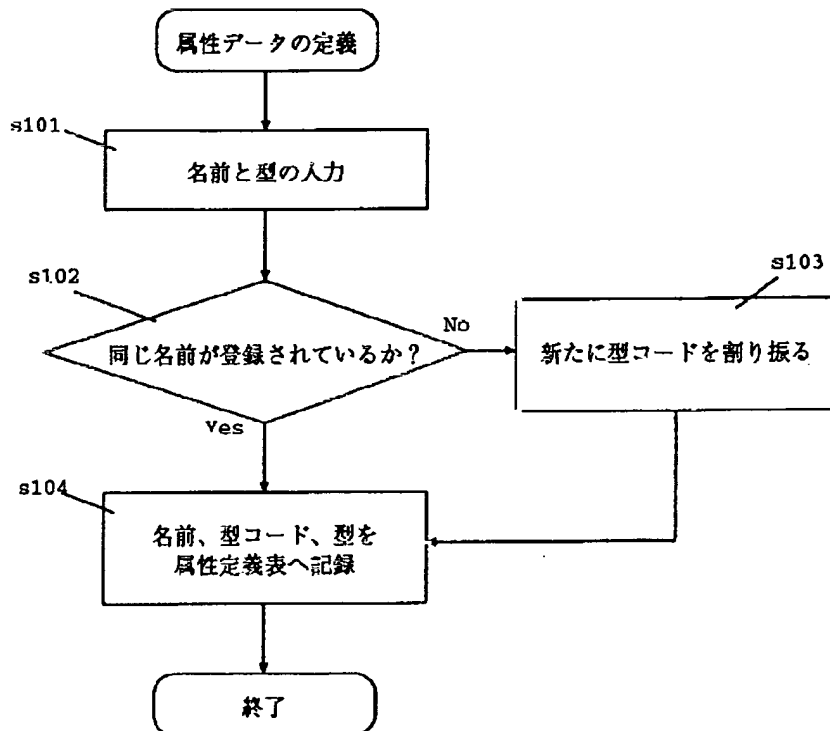 属性データの定義
s101
名前と型の入力
s102
同じ名前が登録されているか？
No
s103
新たに型コードを割り振る
Yes
s104
名前、型コード、型を
属性定義表へ記録
終了